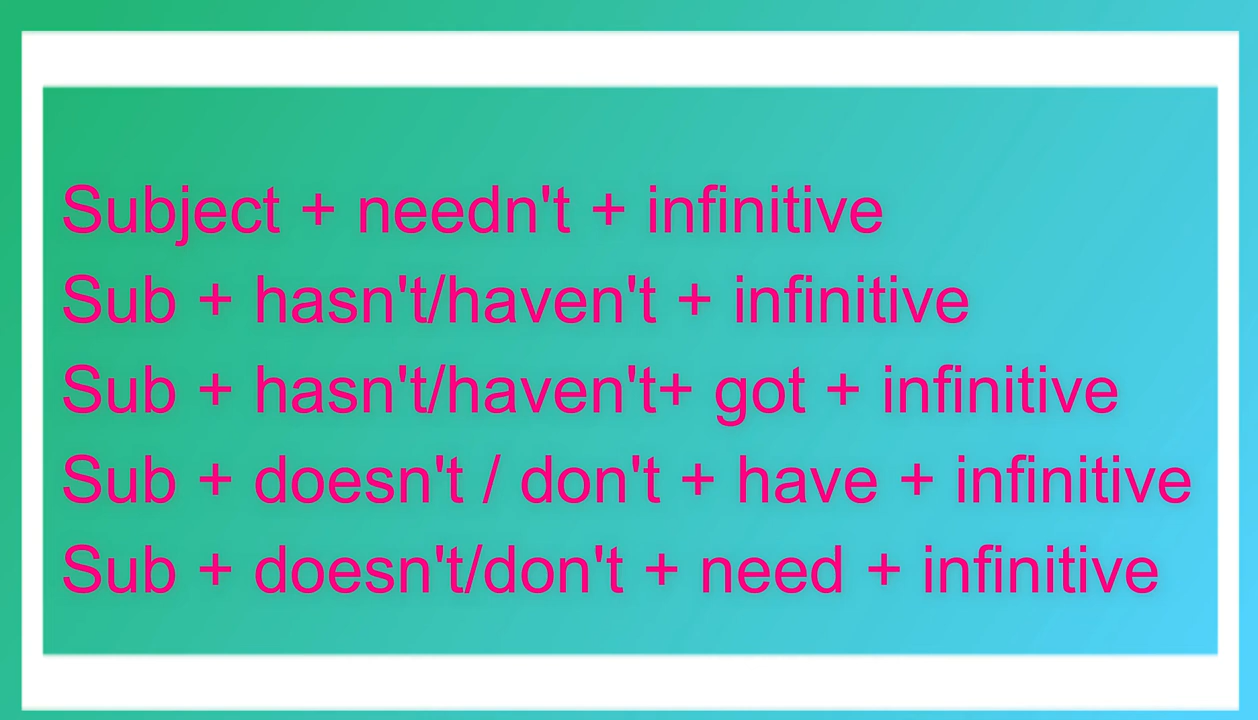 Subject + needn't + infinitive
Sub + hasn't/haven't + infinitive
Sub + hasn't/haven't+ got + infinitive
Sub + doesn't / don't + have + infinitive
Sub + doesn't/don't + need + infinitive